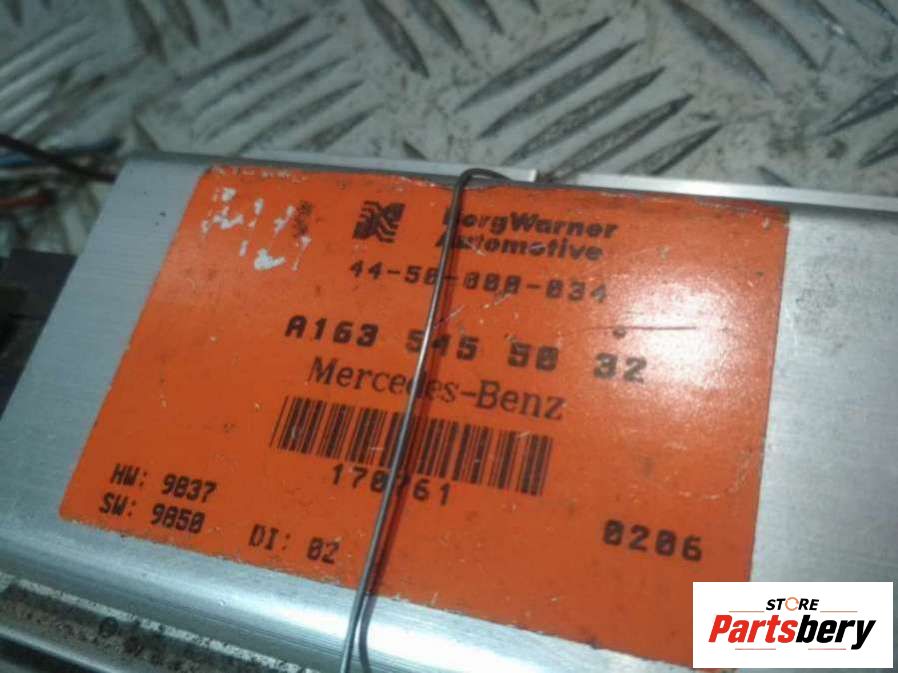 BorgWarner
Automotive
44-50-000-034
A163 545 50 32
Mercedes-Benz
HW: 9837
SW: 9850
DI: 02
0206
STORE
Partsbery